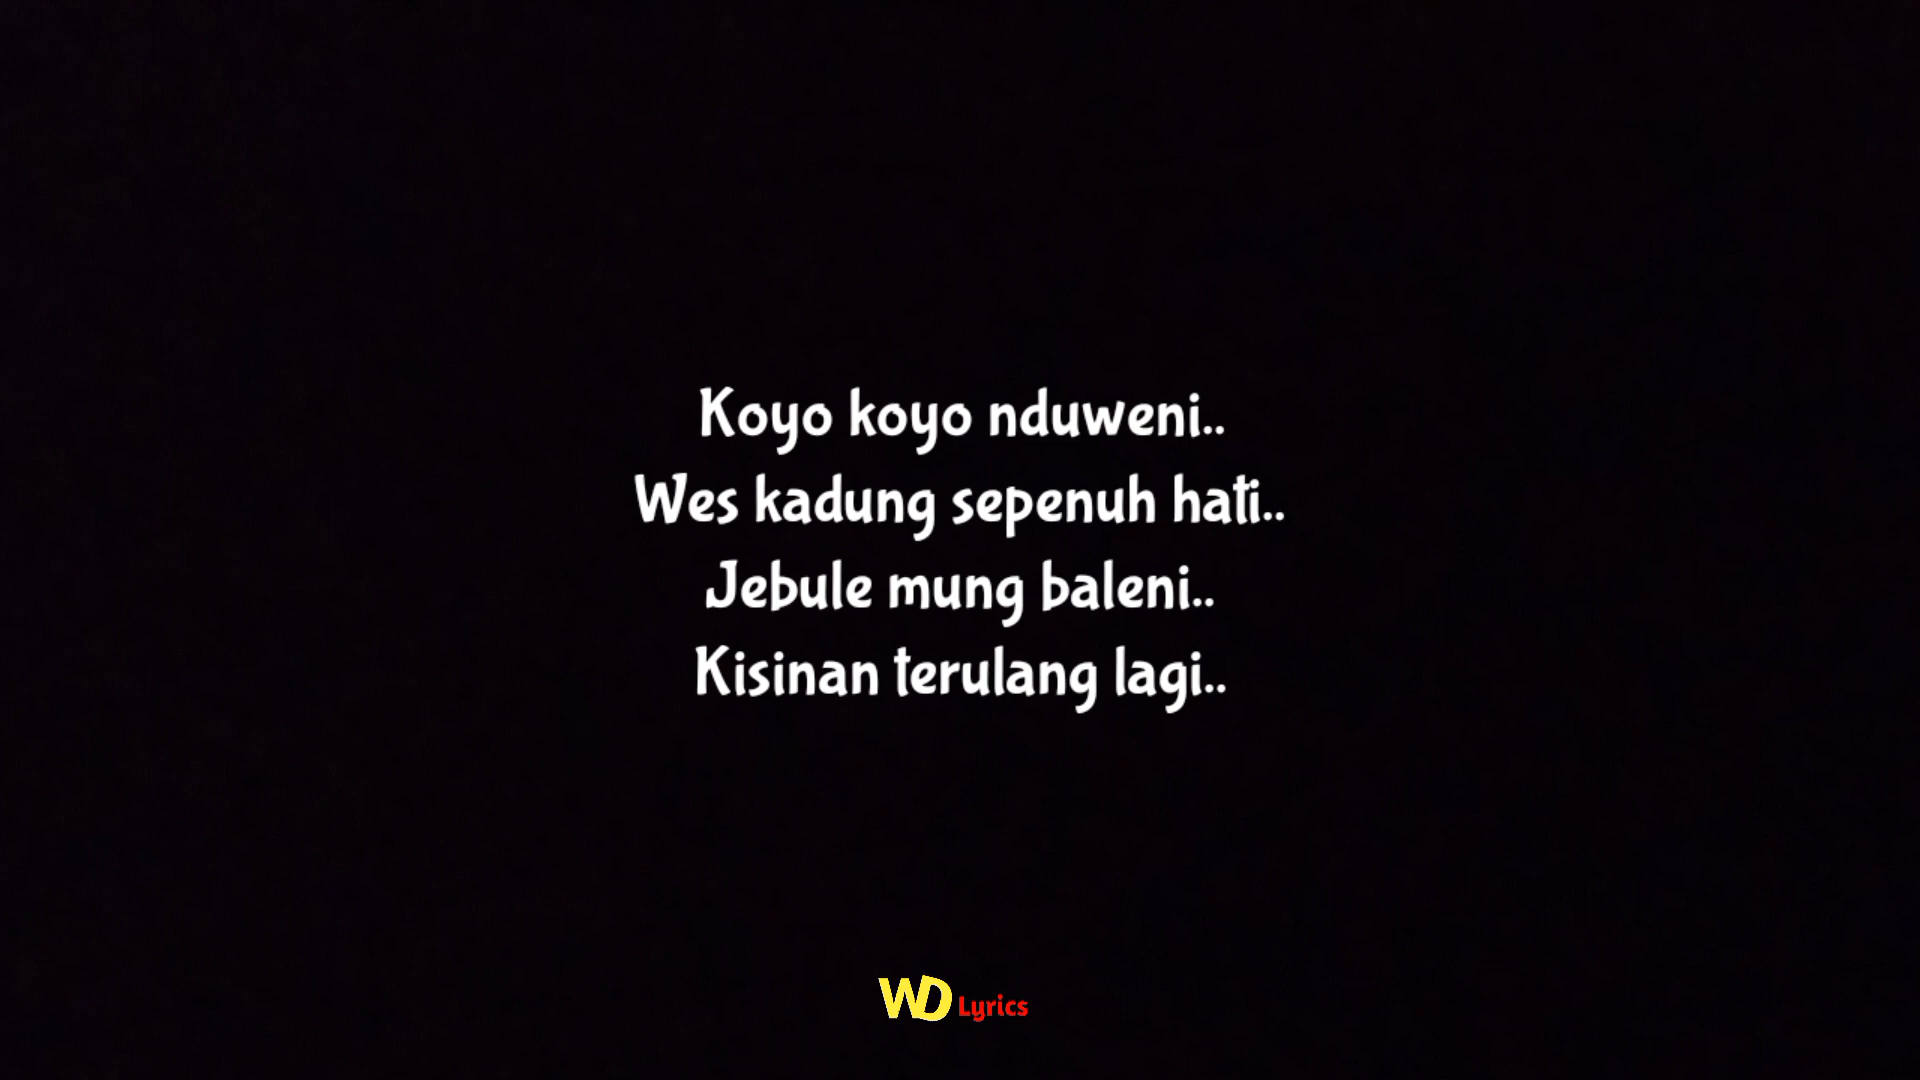 Koyo koyo nduweni..
Wes kadung sepenuh hati..
Jebule mung baleni..
Kisinan terulang lagi..
WD Lyrics